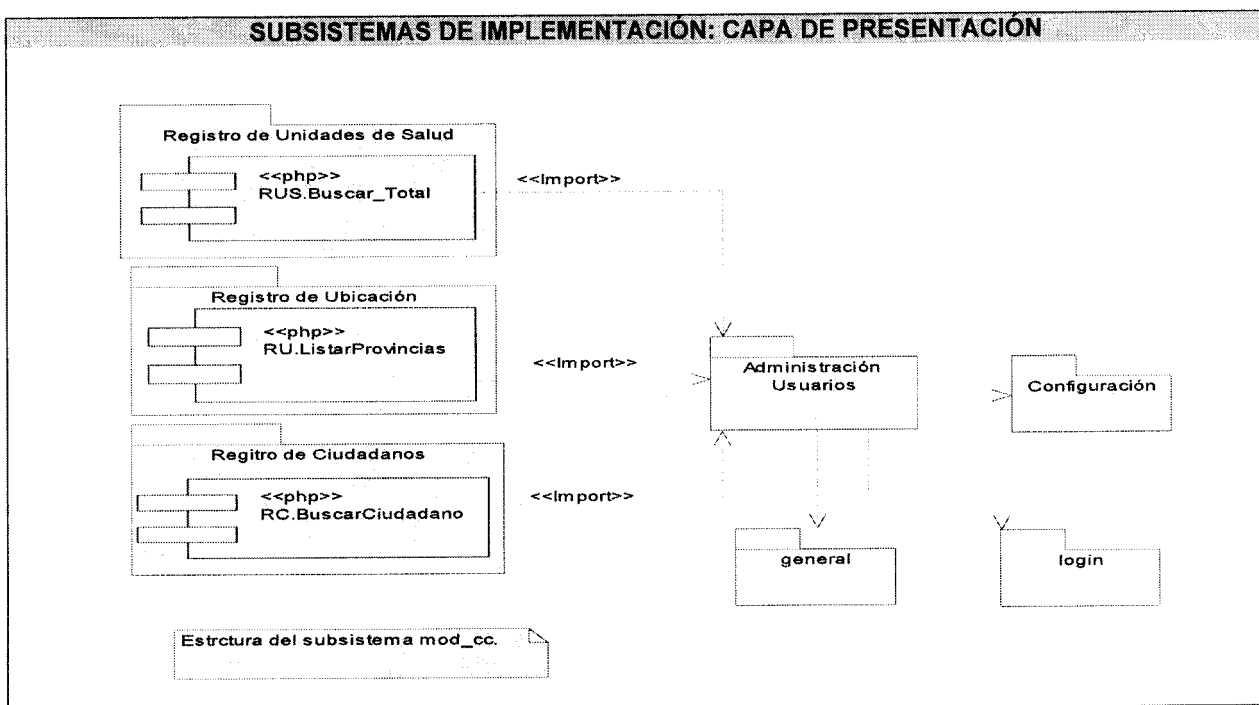 SUBSISTEMAS DE IMPLEMENTACIÓN: CAPA DE PRESENTACIÓN
Registro de Unidades de Salud
<<php>>
RUS.Buscar_Total
<<Import>>
Registro de Ubicación
<<php>>
RU.ListarProvincias
<<Import>>
Administración
Usuarios
Configuración
Regitro de Ciudadanos
<<php>>
RC.BuscarCiudadano
<<Import>>
general
login
Estrctura del subsistema mod_cc.